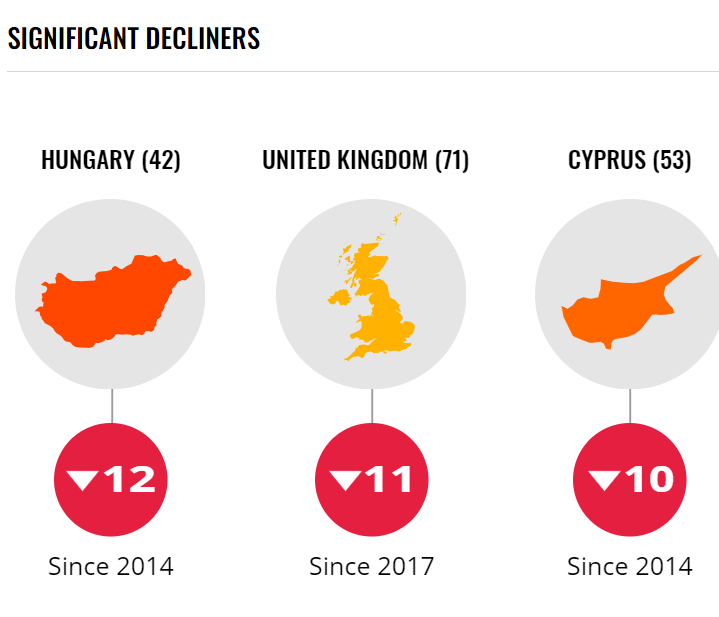 SIGNIFICANT DECLINERS
HUNGARY (42)
UNITED KINGDOM (71)
CYPRUS (53)
▼12
▼11
▼10
Since 2014
Since 2017
Since 2014